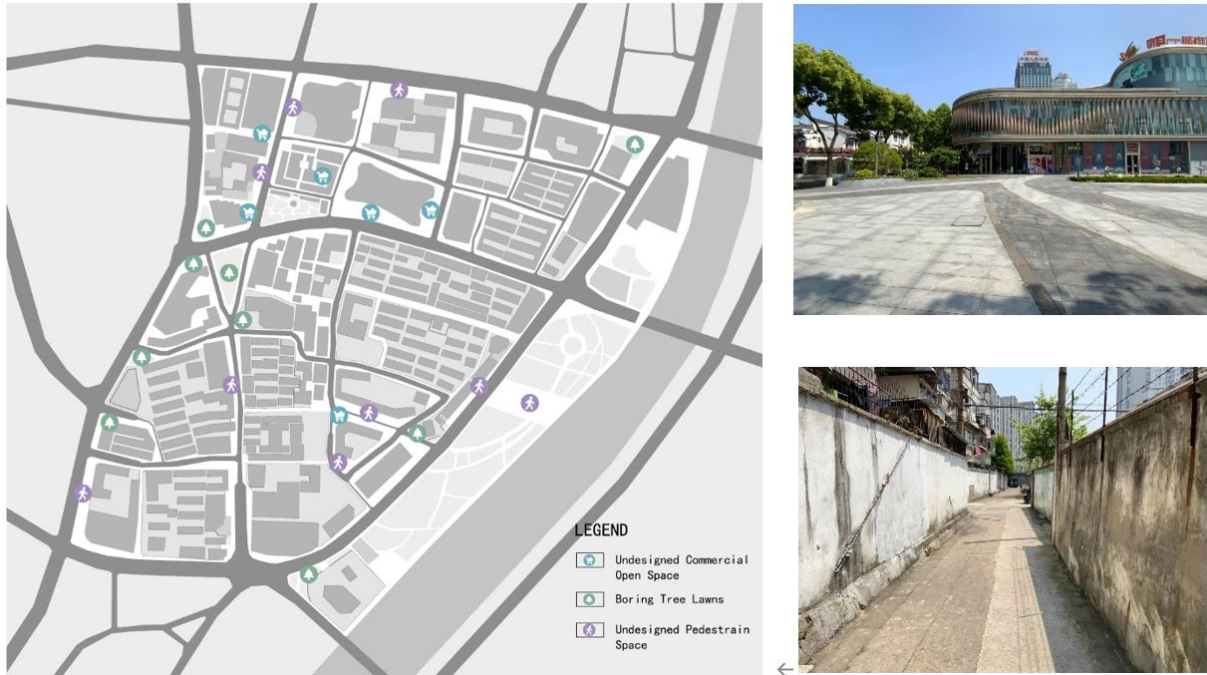 LEGEND
Undesigned Commercial
Open Space
Boring Tree Lawns
Undesigned Pedestrain
Space